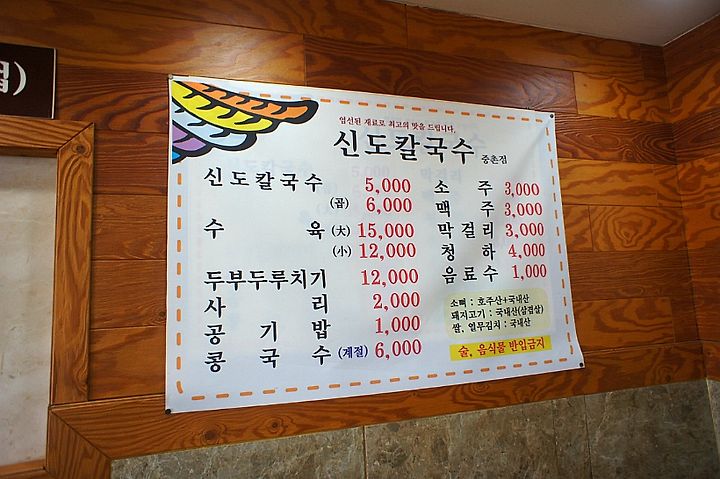 곱)
엄선된 재료로 최고의 맛을 드립니다.
신도칼국수 중촌점
신도칼국수 5,000
(곱) 6,000
수육 (大) 15,000
(小) 12,000
두부두루치기 12,000
사리 2,000
공기밥 1,000
콩국수 (계절) 6,000
소주 3,000
맥주 3,000
막걸리 3,000
청하 4,000
음료수 1,000
소뼈 : 호주산+국내산
돼지고기 : 국내산(삼겹살)
쌀, 열무김치 : 국내산
술, 음식물 반입금지